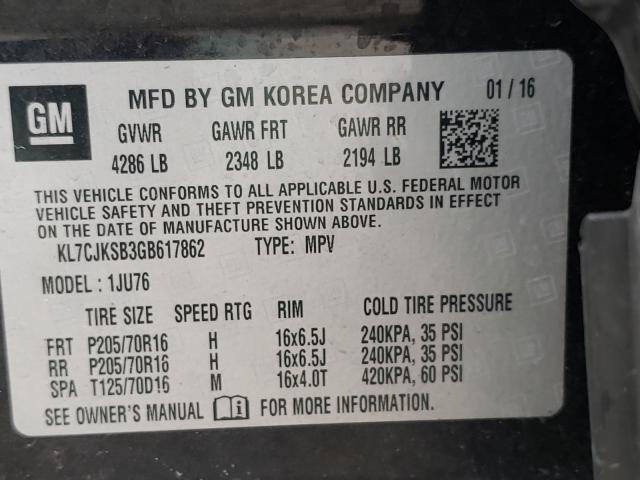 GM MFD BY GM KOREA COMPANY 01 / 16
GVWR GAWR FRT GAWR RR
4286 LB 2348 LB 2194 LB
THIS VEHICLE CONFORMS TO ALL APPLICABLE U.S. FEDERAL MOTOR
VEHICLE SAFETY AND THEFT PREVENTION STANDARDS IN EFFECT
ON THE DATE OF MANUFACTURE SHOWN ABOVE.
KL7CJKSB3GB617862 TYPE: MPV
MODEL : 1JU76
TIRE SIZE SPEED RTG RIM COLD TIRE PRESSURE
FRT P205/70R16 H 16x6.5J 240KPA, 35 PSI
RR P205/70R16 H 16x6.5J 240KPA, 35 PSI
SPA T125/70D16 M 16x4.0T 420KPA, 60 PSI
SEE OWNER'S MANUAL i FOR MORE INFORMATION.